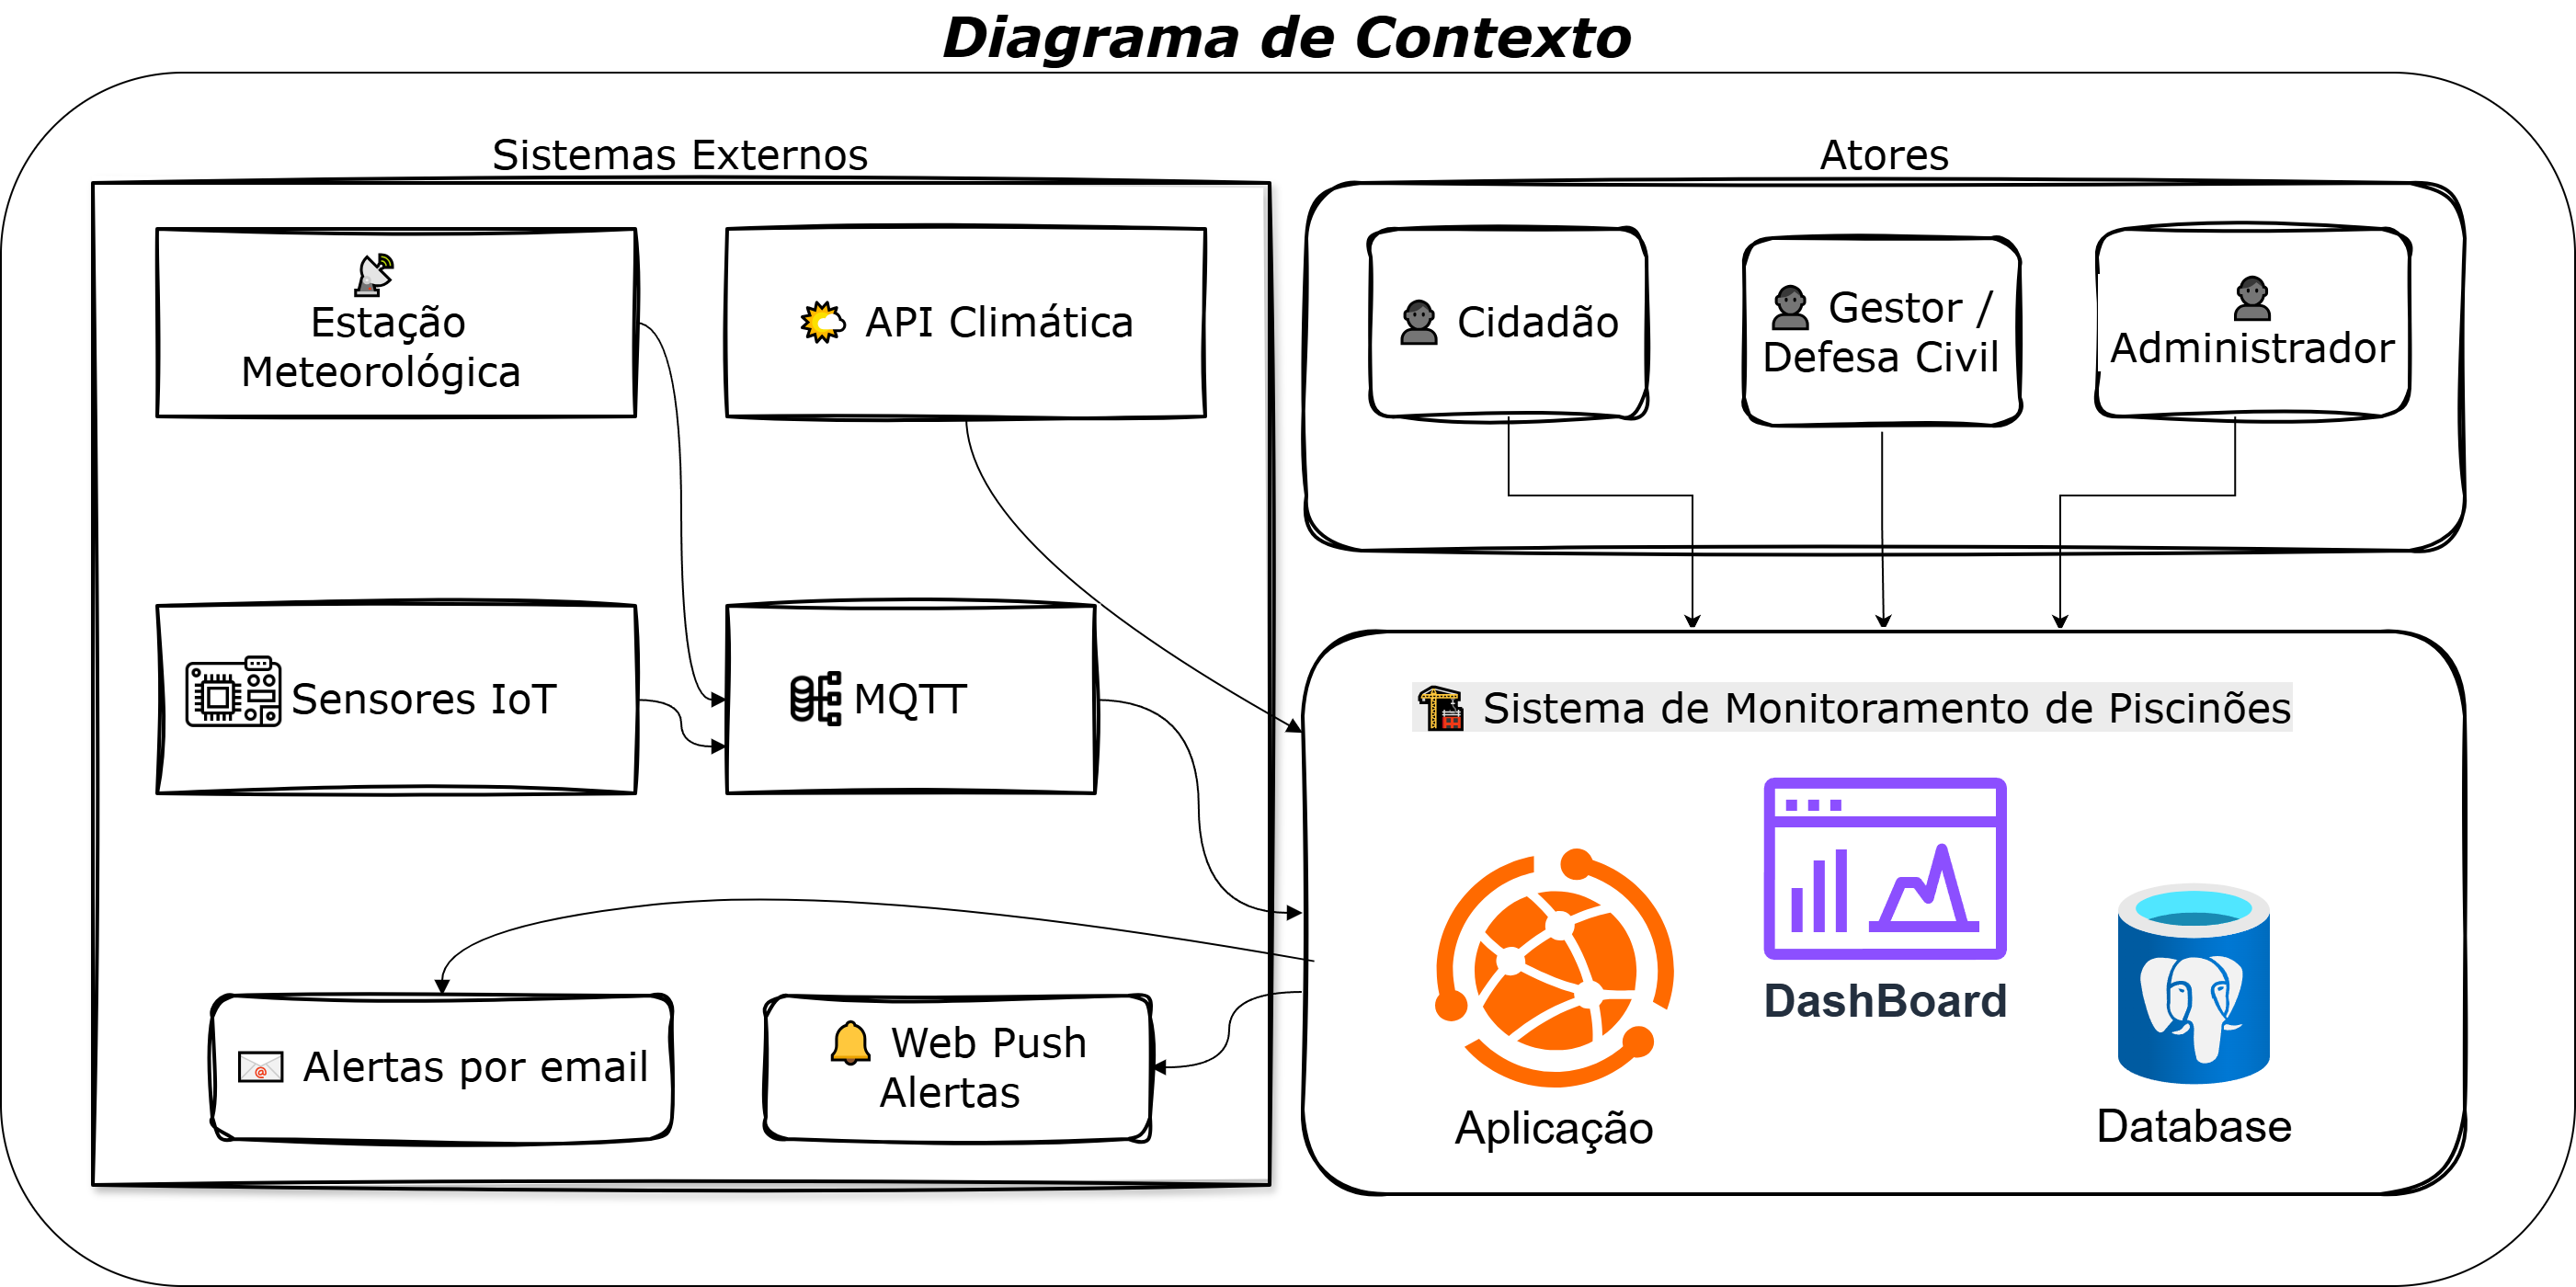 Diagrama de Contexto
Sistemas Externos
Estação
Meteorológica
API Climática
Sensores IoT
MQTT
Alertas por email
Web Push
Alertas
Atores
Cidadão
Gestor /
Defesa Civil
Administrador
Sistema de Monitoramento de Piscinões
Aplicação
DashBoard
Database